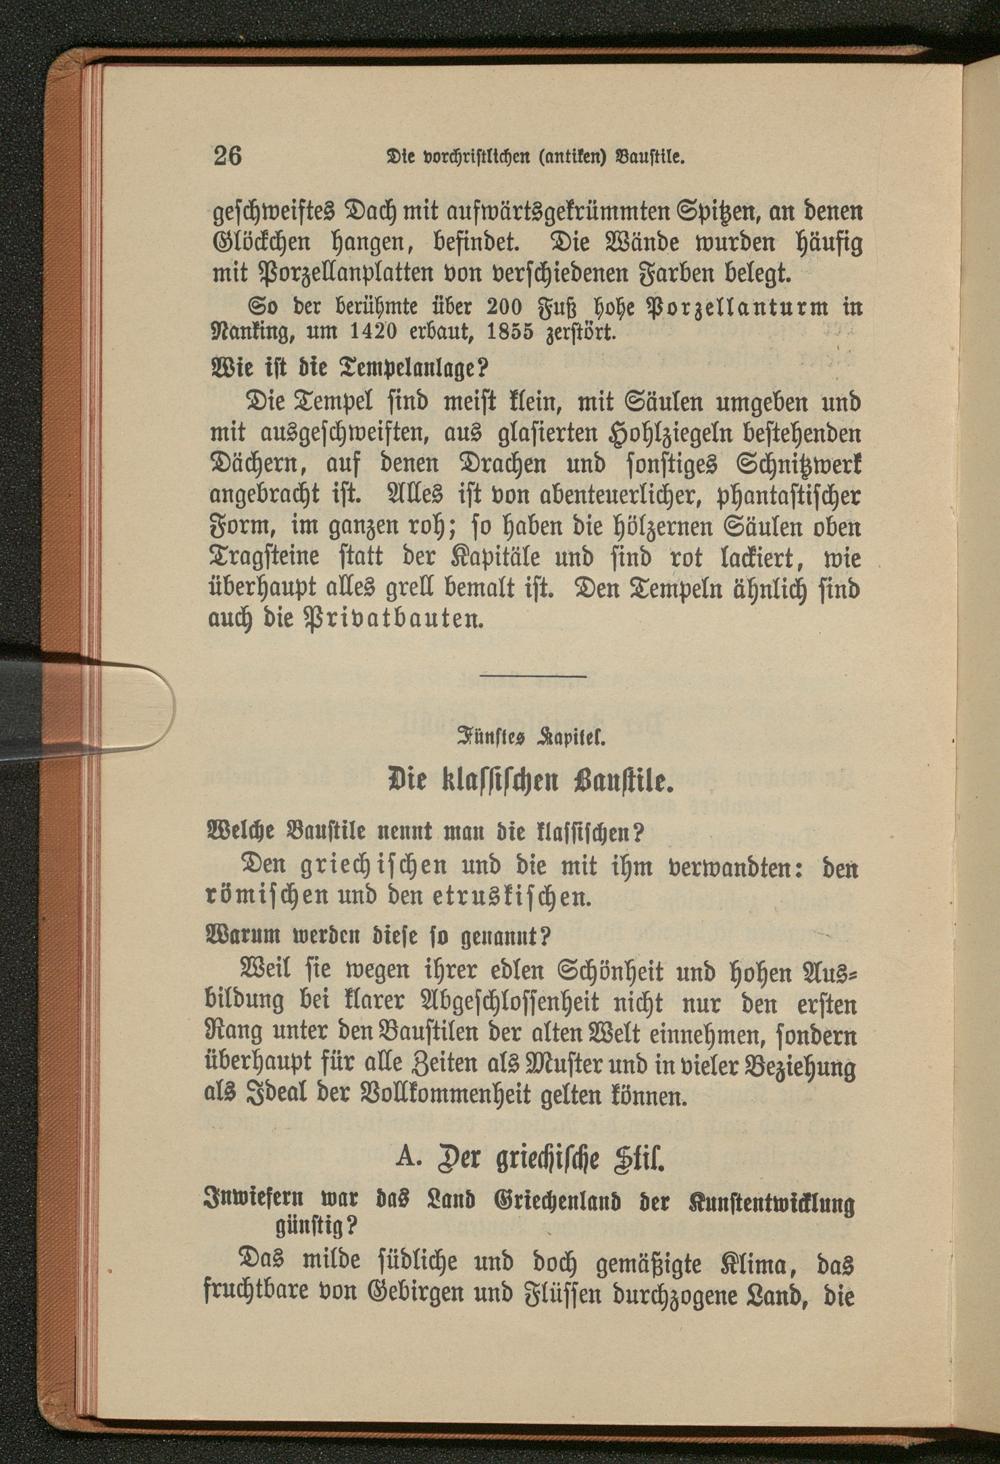 26 Die vorchristlichen (antiken) Baustile.
geschweiftes Dach mit aufwärtsgekrümmten Spitzen, an denen
Glöckchen hangen, befindet. Die Wände wurden häufig
mit Porzellanplatten von verschiedenen Farben belegt.
So der berühmte über 200 Fuß hohe Porzellanturm in
Nanking, um 1420 erbaut, 1855 zerstört.
Wie ist die Tempelanlage?
Die Tempel sind meist klein, mit Säulen umgeben und
mit ausgeschweiften, aus glasierten Hohlziegeln bestehenden
Dächern, auf denen Drachen und sonstiges Schnitzwerk
angebracht ist. Alles ist von abenteuerlicher, phantastischer
Form, im ganzen roh; so haben die hölzernen Säulen oben
Tragsteine statt der Kapitäle und sind rot lackiert, wie
überhaupt alles grell bemalt ist. Den Tempeln ähnlich sind
auch die Privatbauten.
Fünftes Kapitel.
Die klassischen Baustile.
Welche Baustile nennt man die klassischen?
Den griechischen und die mit ihm verwandten: den
römischen und den etruskischen.
Warum werden diese so genannt?
Weil sie wegen ihrer edlen Schönheit und hohen Aus-
bildung bei klarer Abgeschlossenheit nicht nur den ersten
Rang unter den Baustilen der alten Welt einnehmen, sondern
überhaupt für alle Zeiten als Muster und in vieler Beziehung
als Ideal der Vollkommenheit gelten können.
A. Der griechische Stil.
Inwiefern war das Land Griechenland der Kunstentwicklung
günstig?
Das milde südliche und doch gemäßigte Klima, das
fruchtbare von Gebirgen und Flüssen durchzogene Land, die